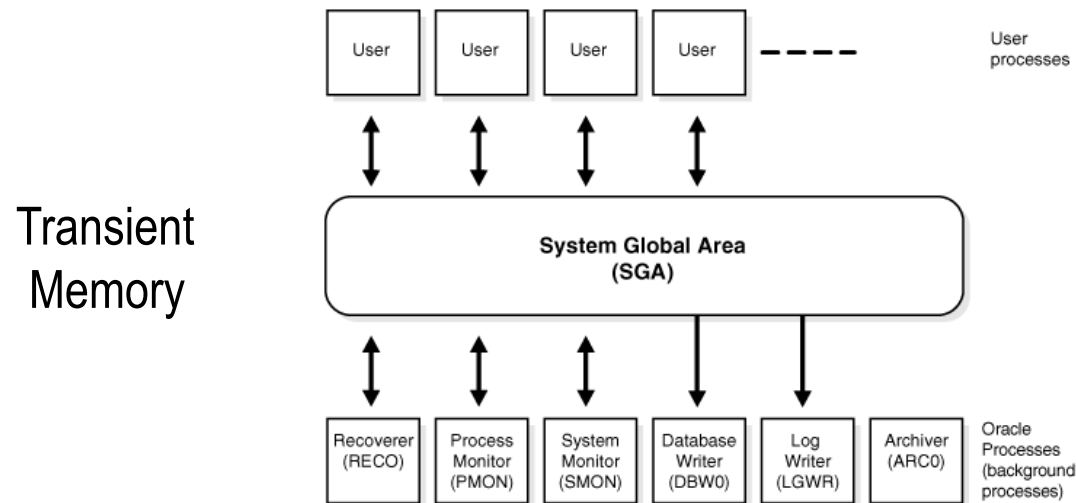 User
User
User
User
User
processes
Transient
Memory
System Global Area
(SGA)
Recoverer
(RECO)
Process
Monitor
(PMON)
System
Monitor
(SMON)
Database
Writer
(DBW0)
Log
Writer
(LGWR)
Archiver
(ARC0)
Oracle
Processes
(background
processes)